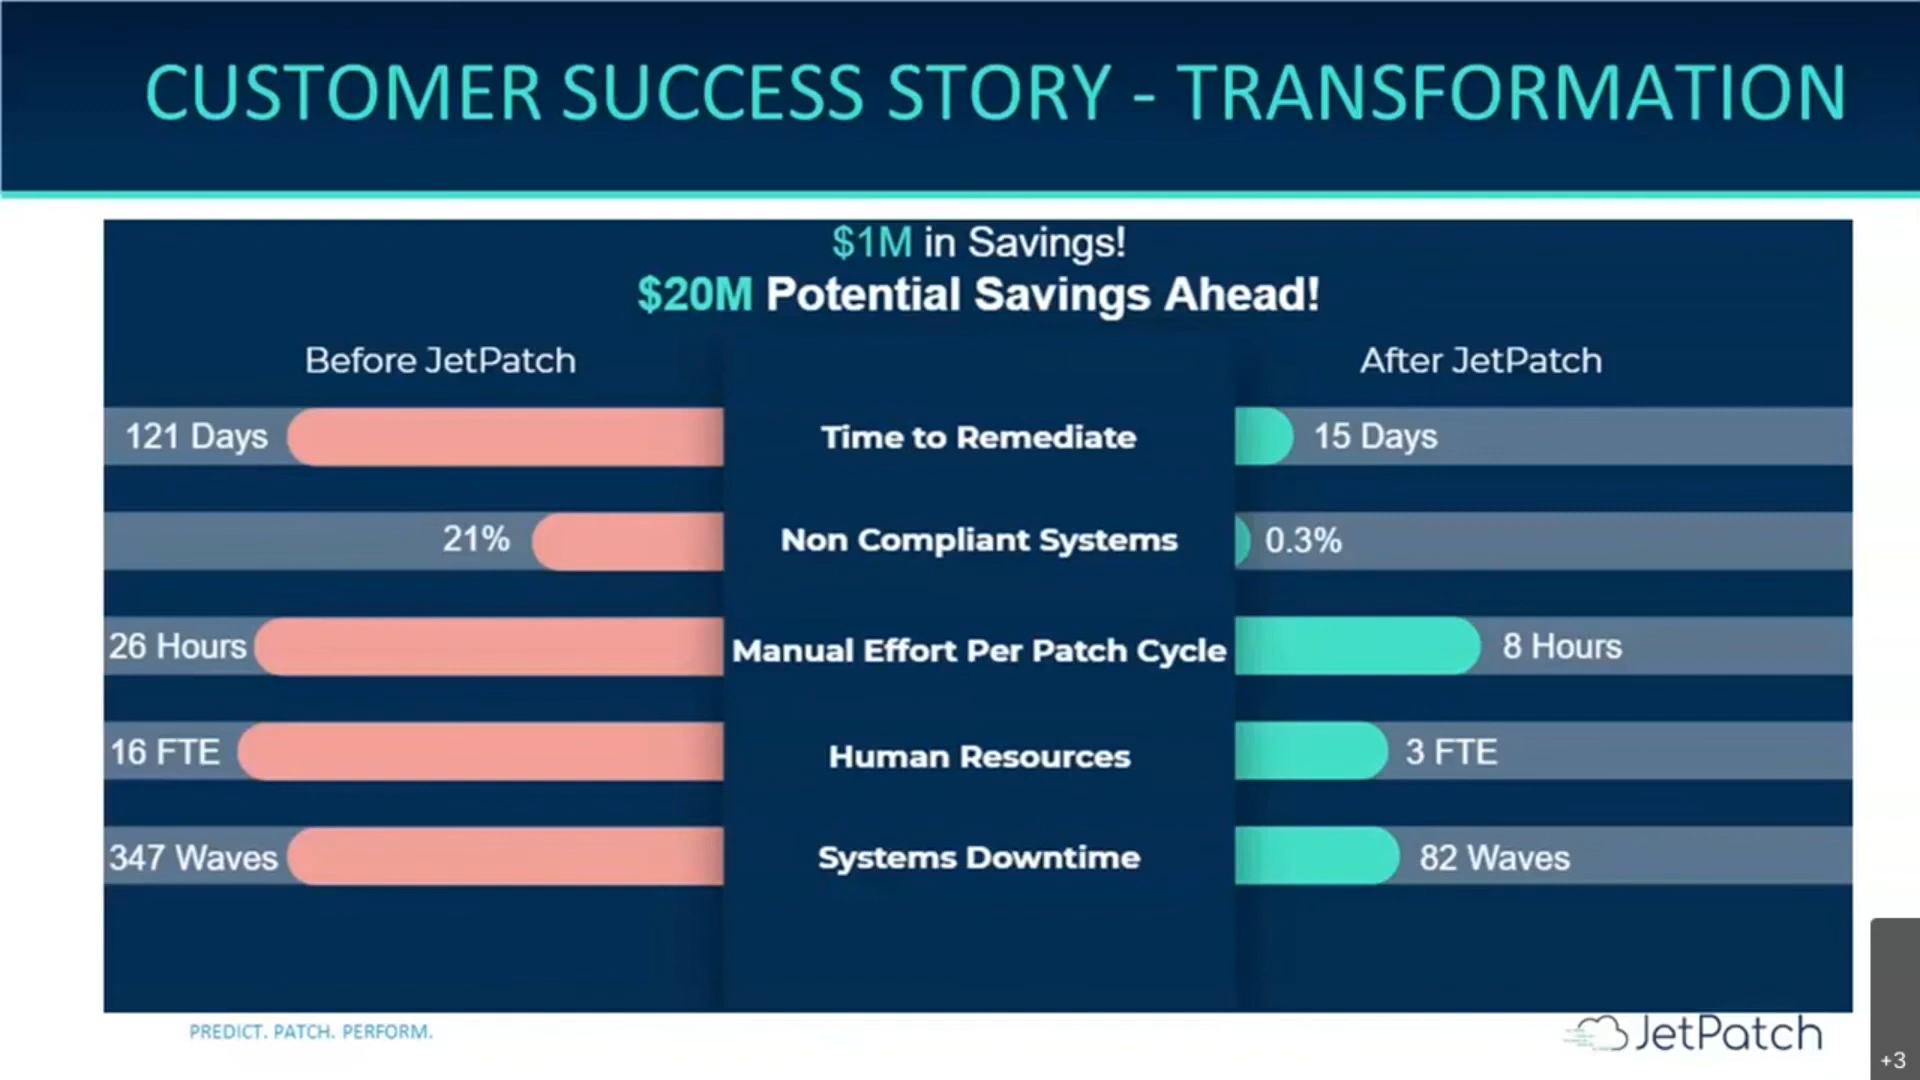 CUSTOMER SUCCESS STORY - TRANSFORMATION
$1M in Savings!
$20M Potential Savings Ahead!
Before JetPatch
After JetPatch
121 Days
Time to Remediate
15 Days
21%
Non Compliant Systems
0.3%
26 Hours
Manual Effort Per Patch Cycle
8 Hours
16 FTE
Human Resources
3 FTE
347 Waves
Systems Downtime
82 Waves
PREDICT. PATCH. PERFORM.
JetPatch
+3